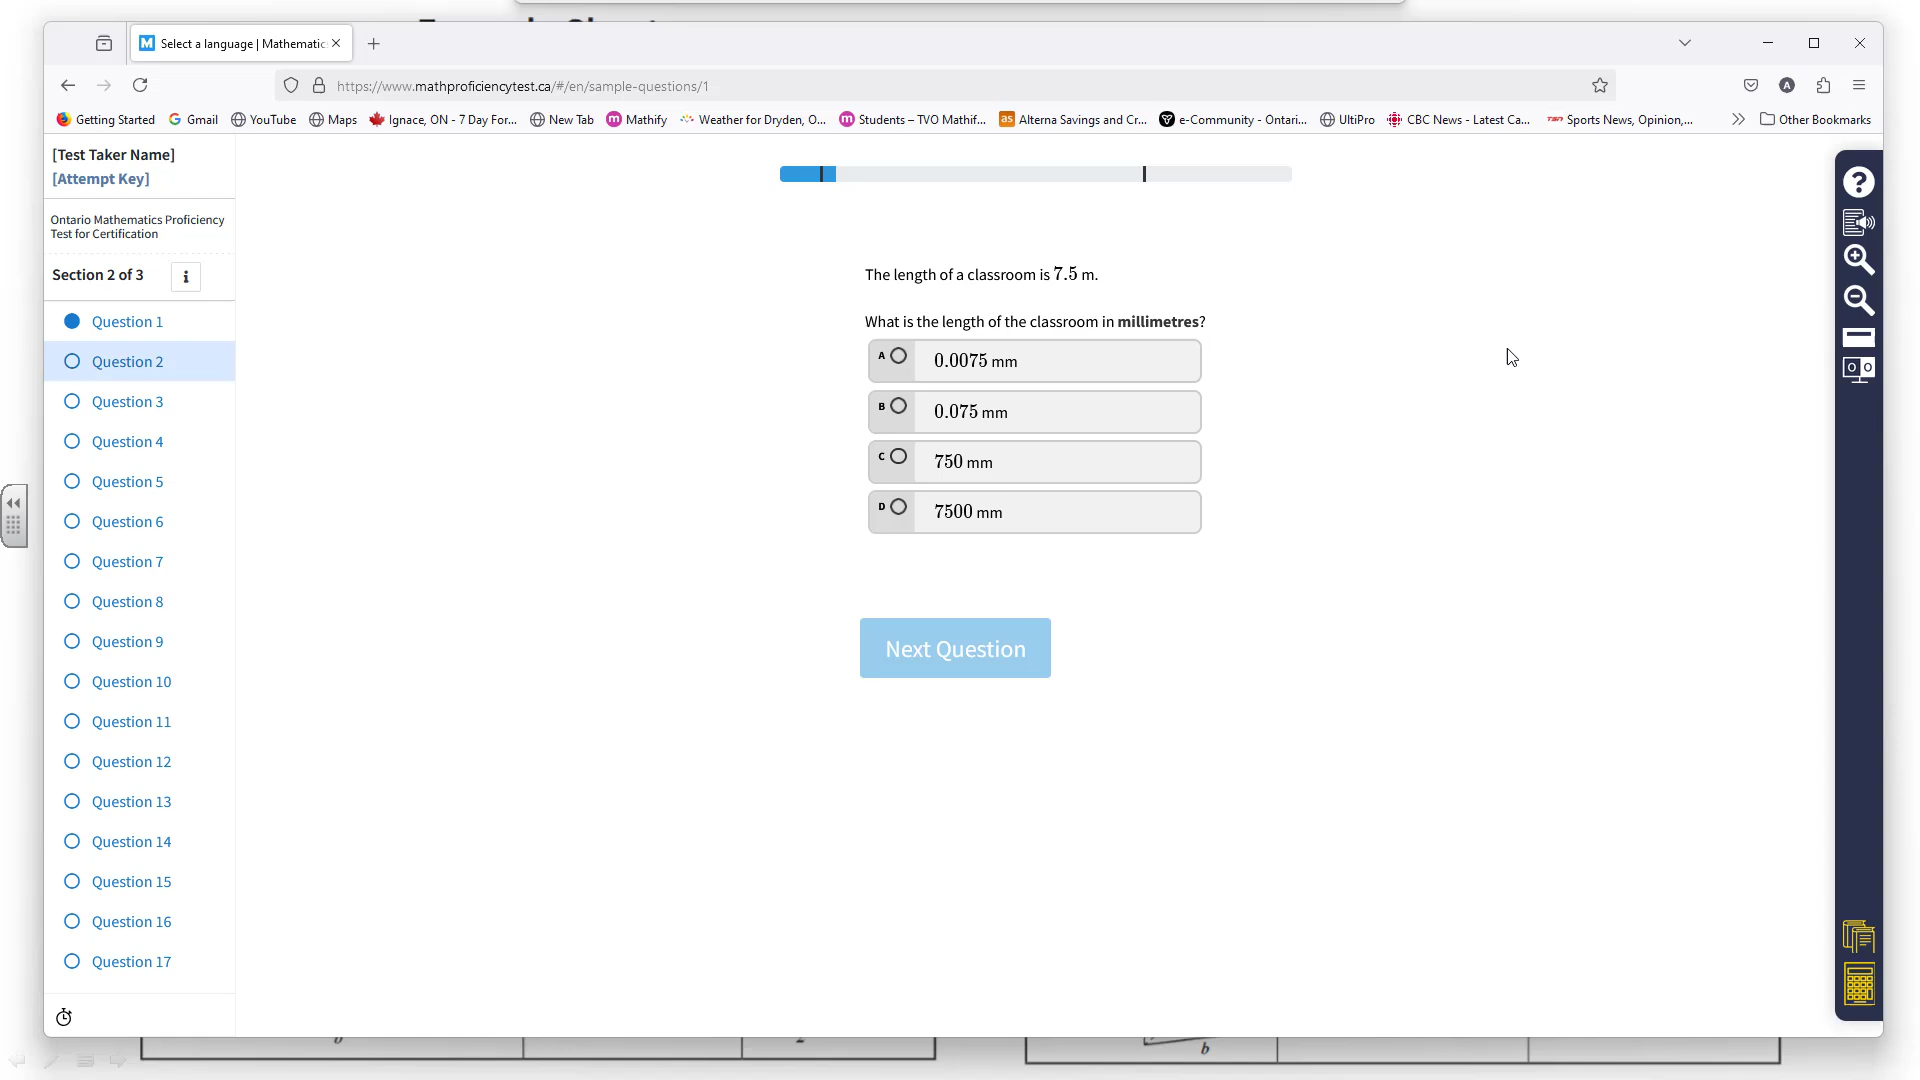 Select a language | Mathematic
https://www.mathproficiencytest.ca/#/en/sample-questions/1
Getting Started
Gmail
YouTube
Maps
Ignace, ON - 7 Day For...
New Tab
Mathify
Weather for Dryden, O...
Students – TVO Mathif...
Alterna Savings and Cr...
e-Community - Ontari...
UltiPro
CBC News - Latest Ca...
Sports News, Opinion,...
Other Bookmarks
[Test Taker Name]
[Attempt Key]
Ontario Mathematics Proficiency
Test for Certification
Section 2 of 3
i
Question 1
Question 2
Question 3
Question 4
Question 5
Question 6
Question 7
Question 8
Question 9
Question 10
Question 11
Question 12
Question 13
Question 14
Question 15
Question 16
Question 17
The length of a classroom is 7.5 m.
What is the length of the classroom in millimetres?
A 0.0075 mm
B 0.075 mm
C 750 mm
D 7500 mm
Next Question
b